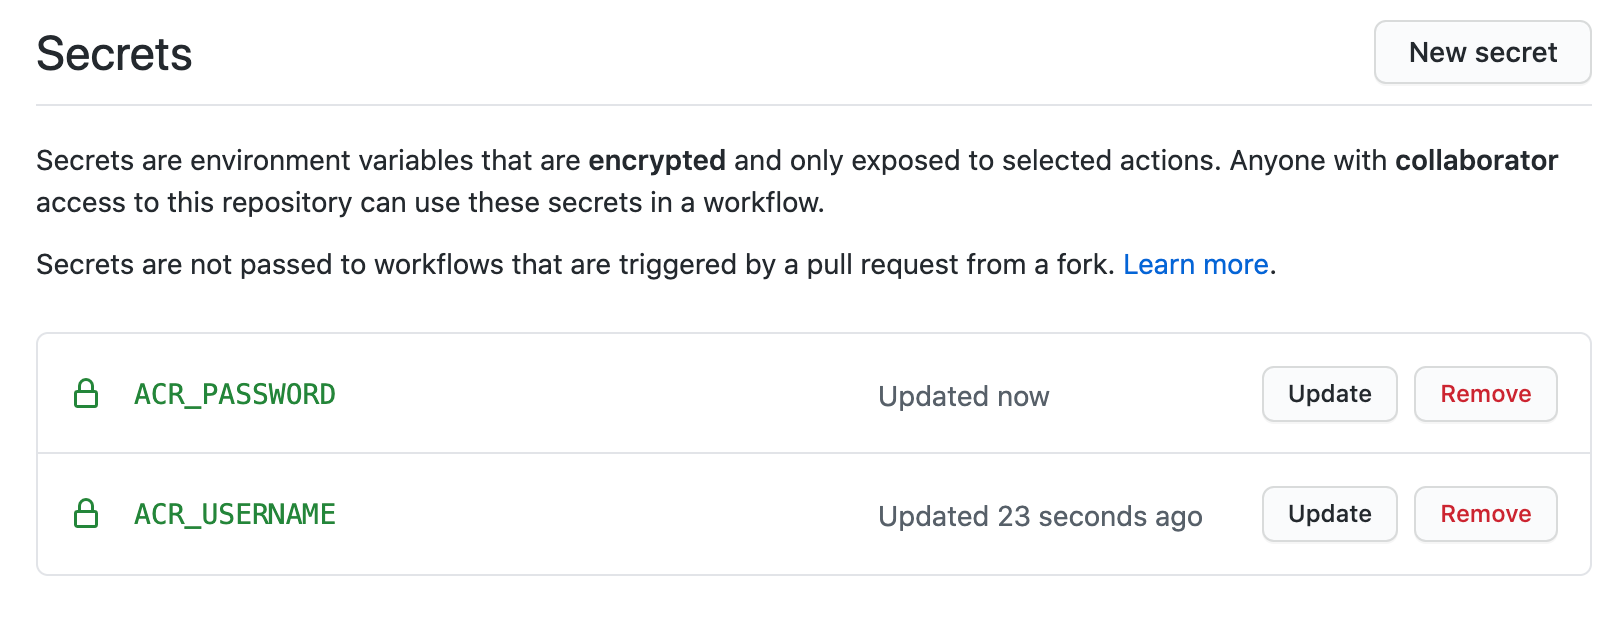 Secrets
New secret
Secrets are environment variables that are encrypted and only exposed to selected actions. Anyone with collaborator
access to this repository can use these secrets in a workflow.
Secrets are not passed to workflows that are triggered by a pull request from a fork. Learn more.
ACR_PASSWORD Updated now Update Remove
ACR_USERNAME Updated 23 seconds ago Update Remove